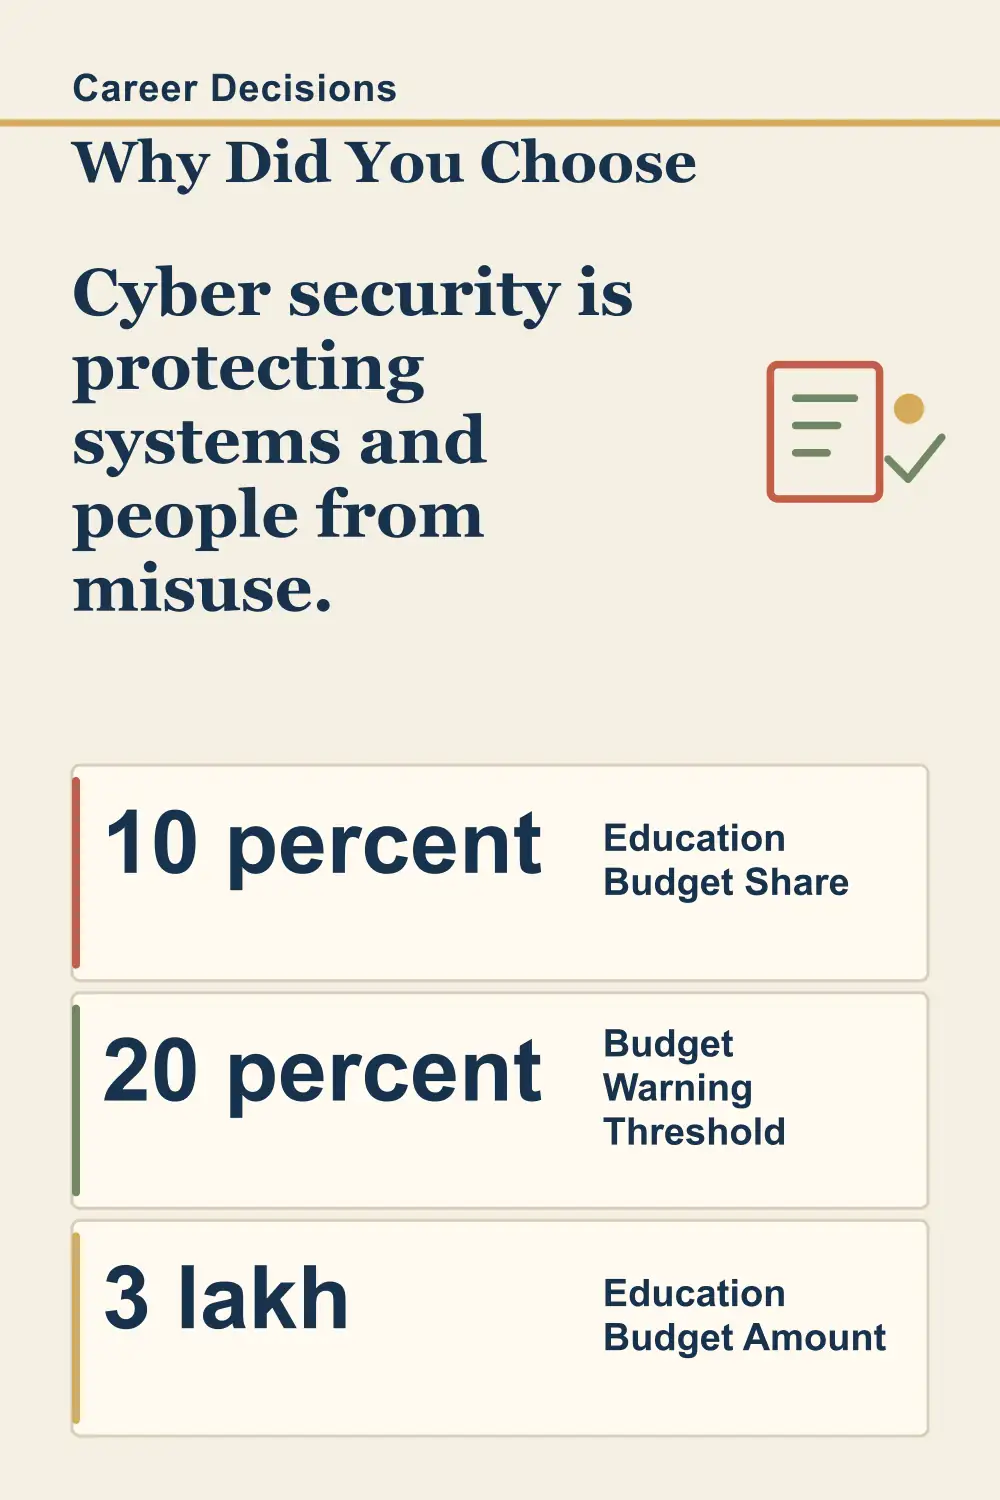 Career Decisions
Why Did You Choose
Cyber security is
protecting
systems and
people from
misuse.
10 percent
Education
Budget Share
20 percent
Budget
Warning
Threshold
3 lakh
Education
Budget Amount